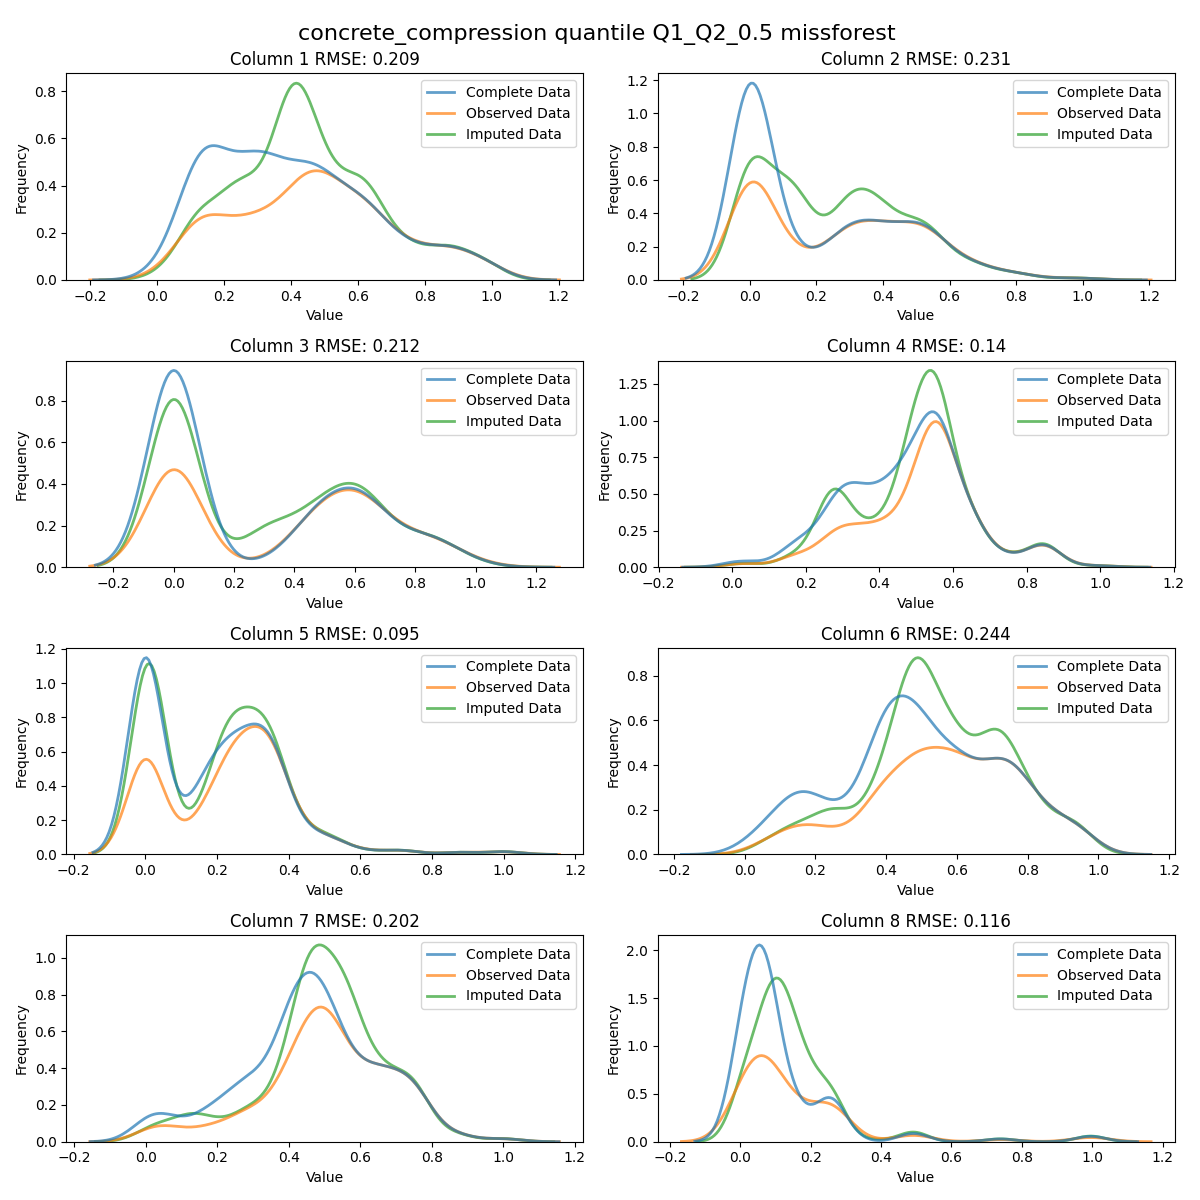 concrete_compression quantile Q1_Q2_0.5 missforest
Column 1 RMSE: 0.209
Frequency
0.8
0.6
0.4
0.2
0.0
Complete Data
Observed Data
Imputed Data
−0.2 0.0 0.2 0.4 0.6 0.8 1.0 1.2
Value
Column 2 RMSE: 0.231
Frequency
1.2
1.0
0.8
0.6
0.4
0.2
0.0
Complete Data
Observed Data
Imputed Data
−0.2 0.0 0.2 0.4 0.6 0.8 1.0 1.2
Value
Column 3 RMSE: 0.212
Frequency
0.8
0.6
0.4
0.2
0.0
Complete Data
Observed Data
Imputed Data
−0.2 0.0 0.2 0.4 0.6 0.8 1.0 1.2
Value
Column 4 RMSE: 0.14
Frequency
1.25
1.00
0.75
0.50
0.25
0.00
Complete Data
Observed Data
Imputed Data
−0.2 0.0 0.2 0.4 0.6 0.8 1.0 1.2
Value
Column 5 RMSE: 0.095
Frequency
1.2
1.0
0.8
0.6
0.4
0.2
0.0
Complete Data
Observed Data
Imputed Data
−0.2 0.0 0.2 0.4 0.6 0.8 1.0 1.2
Value
Column 6 RMSE: 0.244
Frequency
0.8
0.6
0.4
0.2
0.0
Complete Data
Observed Data
Imputed Data
−0.2 0.0 0.2 0.4 0.6 0.8 1.0 1.2
Value
Column 7 RMSE: 0.202
Frequency
1.0
0.8
0.6
0.4
0.2
0.0
Complete Data
Observed Data
Imputed Data
−0.2 0.0 0.2 0.4 0.6 0.8 1.0 1.2
Value
Column 8 RMSE: 0.116
Frequency
2.0
1.5
1.0
0.5
0.0
Complete Data
Observed Data
Imputed Data
−0.2 0.0 0.2 0.4 0.6 0.8 1.0 1.2
Value